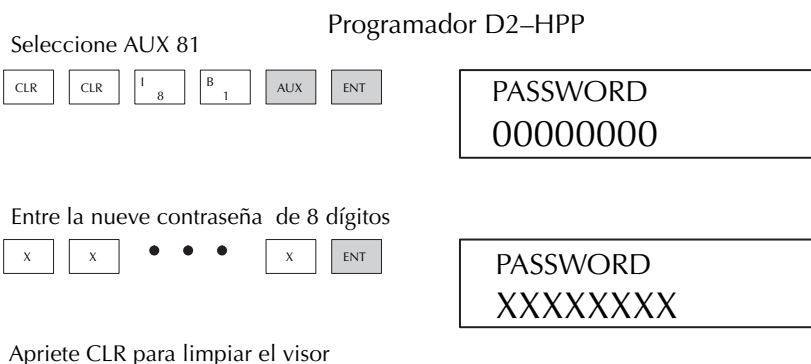 Programador D2–HPP
Seleccione AUX 81
CLR CLR I 8 B 1 AUX ENT
PASSWORD
00000000
Entre la nueve contraseña de 8 dígitos
X X • • • X ENT
PASSWORD
XXXXXXXX
Apriete CLR para limpiar el visor